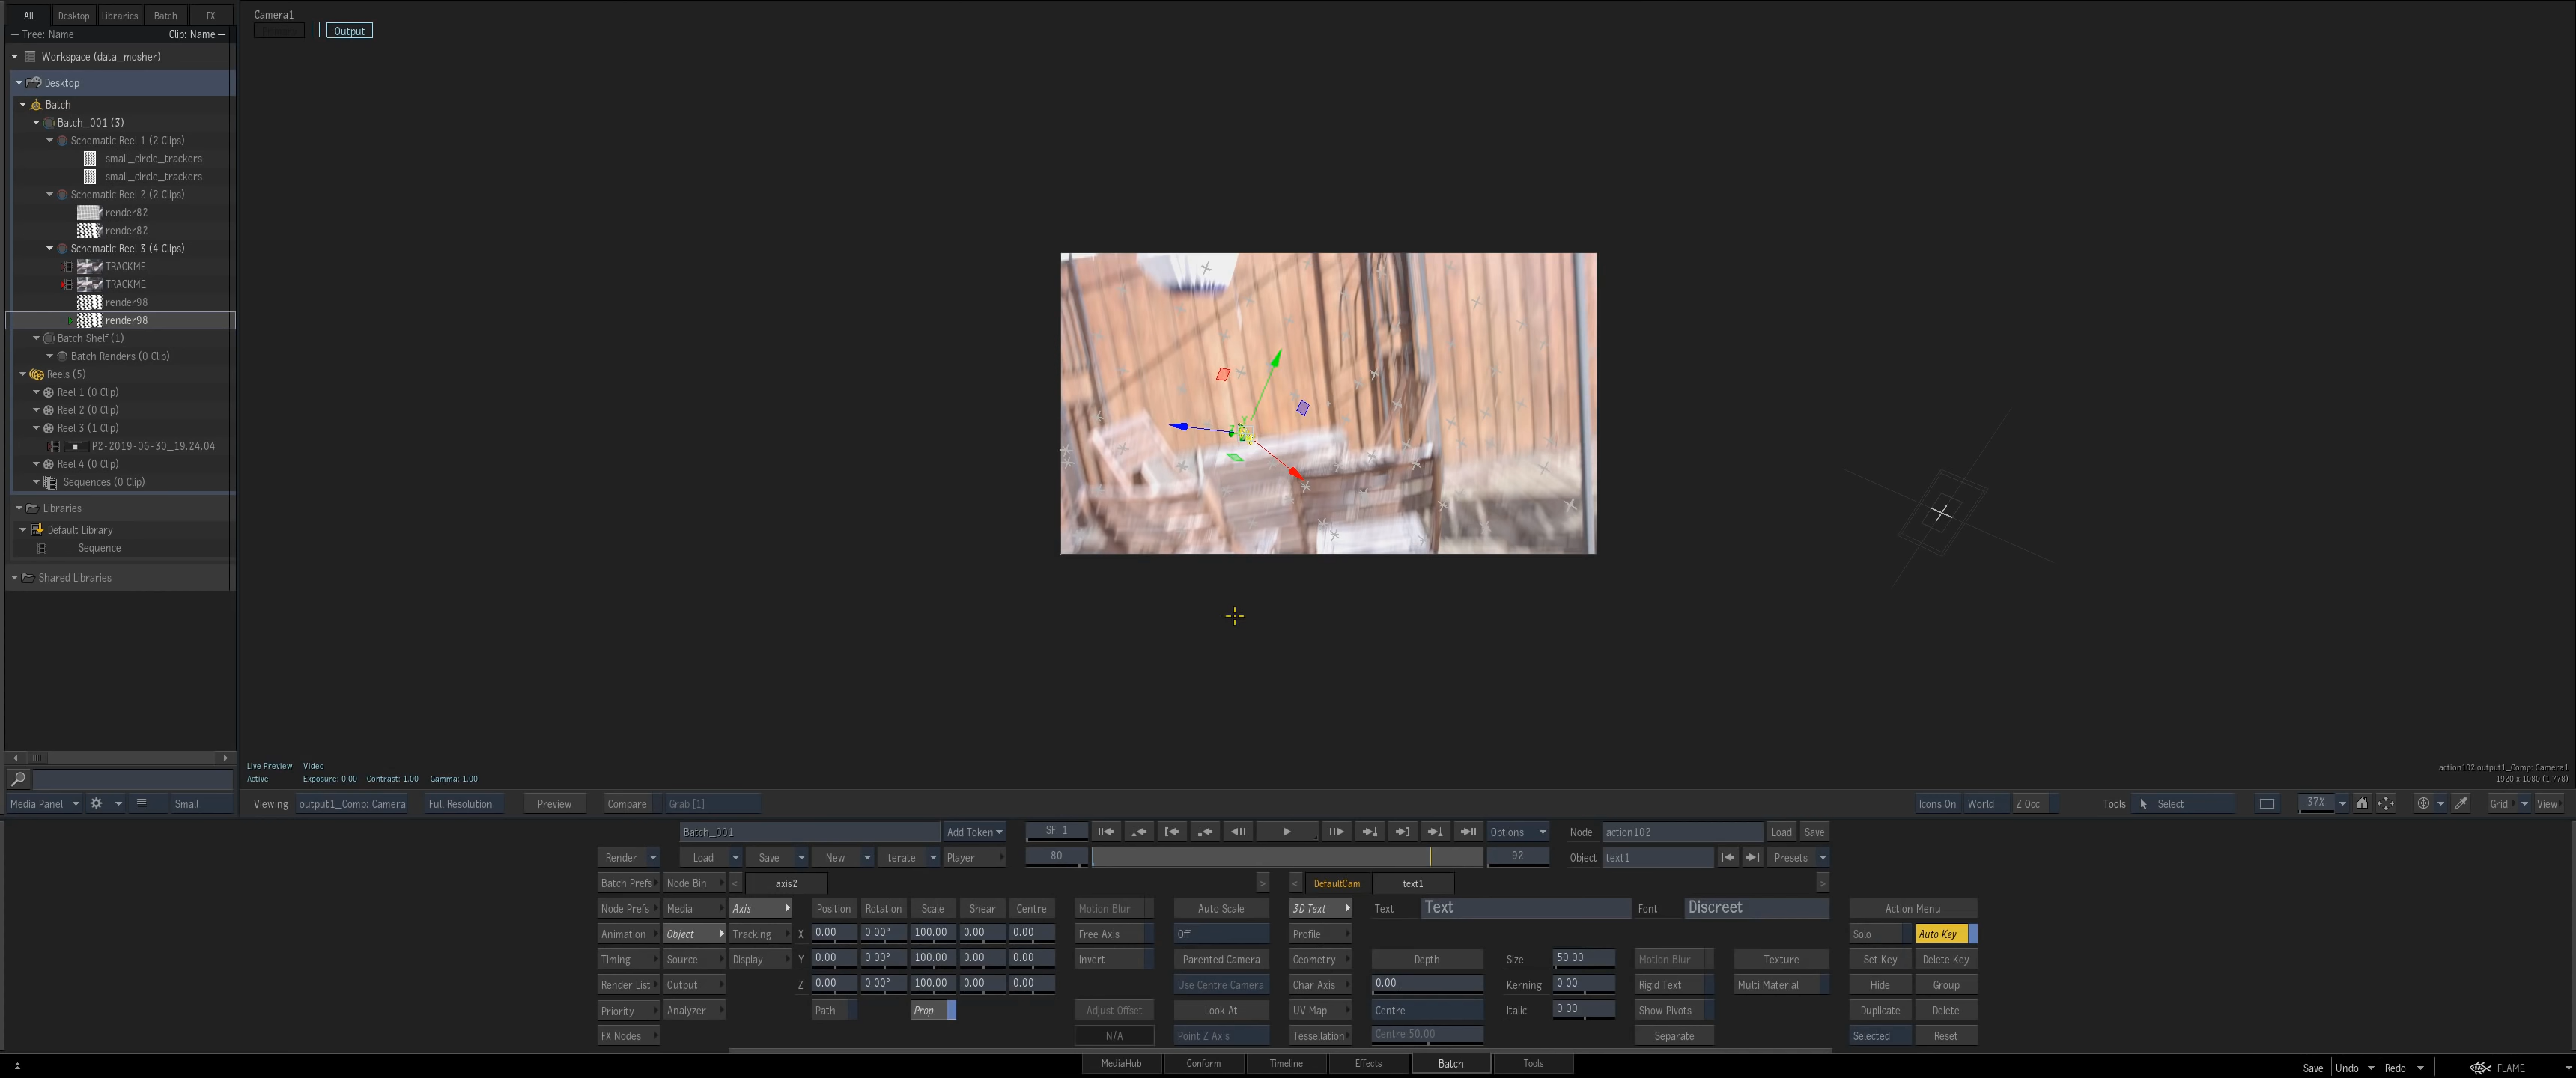 All Desktop Libraries Batch FX
Tree: Name Clip: Name
Workspace (data_mosher)
Desktop
Batch
Batch_001 (3)
Schematic Reel 1 (2 Clips)
small_circle_trackers
small_circle_trackers
Schematic Reel 2 (2 Clips)
render82
render82
Schematic Reel 3 (4 Clips)
TRACKME
TRACKME
render98
render98
Batch Shelf (1)
Batch Renders (0 Clip)
Reels (5)
Reel 1 (0 Clip)
Reel 2 (0 Clip)
Reel 3 (1 Clip)
P2-2019-06-30_19.24.04
Reel 4 (0 Clip)
Sequences (0 Clip)
Libraries
Default Library
Sequence
Shared Libraries
Media Panel Small
Camera1
Output
Live Preview Video
Active Exposure: 0.00 Contrast: 1.00 Gamma: 1.00
action102 output1_Comp: Camera1
1920 x 1080 (1.778)
Viewing output1_Comp: Camera Full Resolution Preview Compare Grab [1] Icons On World Z Occ Tools Select 37% Grid View
Batch_001 Add Token SF: 1 Options Node action102 Load Save
Render Load Save New Iterate Player 80 92 Object text1 Presets
Batch Prefs Node Bin < axis2 > < DefaultCam text1 >
Node Prefs Media Axis Position Rotation Scale Shear Centre Motion Blur Auto Scale 3D Text Text Text Font Discreet Action Menu
Animation Object Tracking X 0.00 0.00° 100.00 0.00 0.00 Free Axis Off Profile Solo Auto Key
Timing Source Display Y 0.00 0.00° 100.00 0.00 0.00 Invert Parented Camera Geometry Depth Size 50.00 Motion Blur Texture Set Key Delete Key
Render List Output Z 0.00 0.00° 100.00 0.00 0.00 Use Centre Camera Char Axis 0.00 Kerning 0.00 Rigid Text Multi Material Hide Group
Priority Analyzer Path Prop Adjust Offset Look At UV Map Centre Italic 0.00 Show Pivots Duplicate Delete
FX Nodes N/A Point Z Axis Tessellation Centre 50.00 Separate Selected Reset
MediaHub Conform Timeline Effects Batch Tools Save Undo Redo FLAME